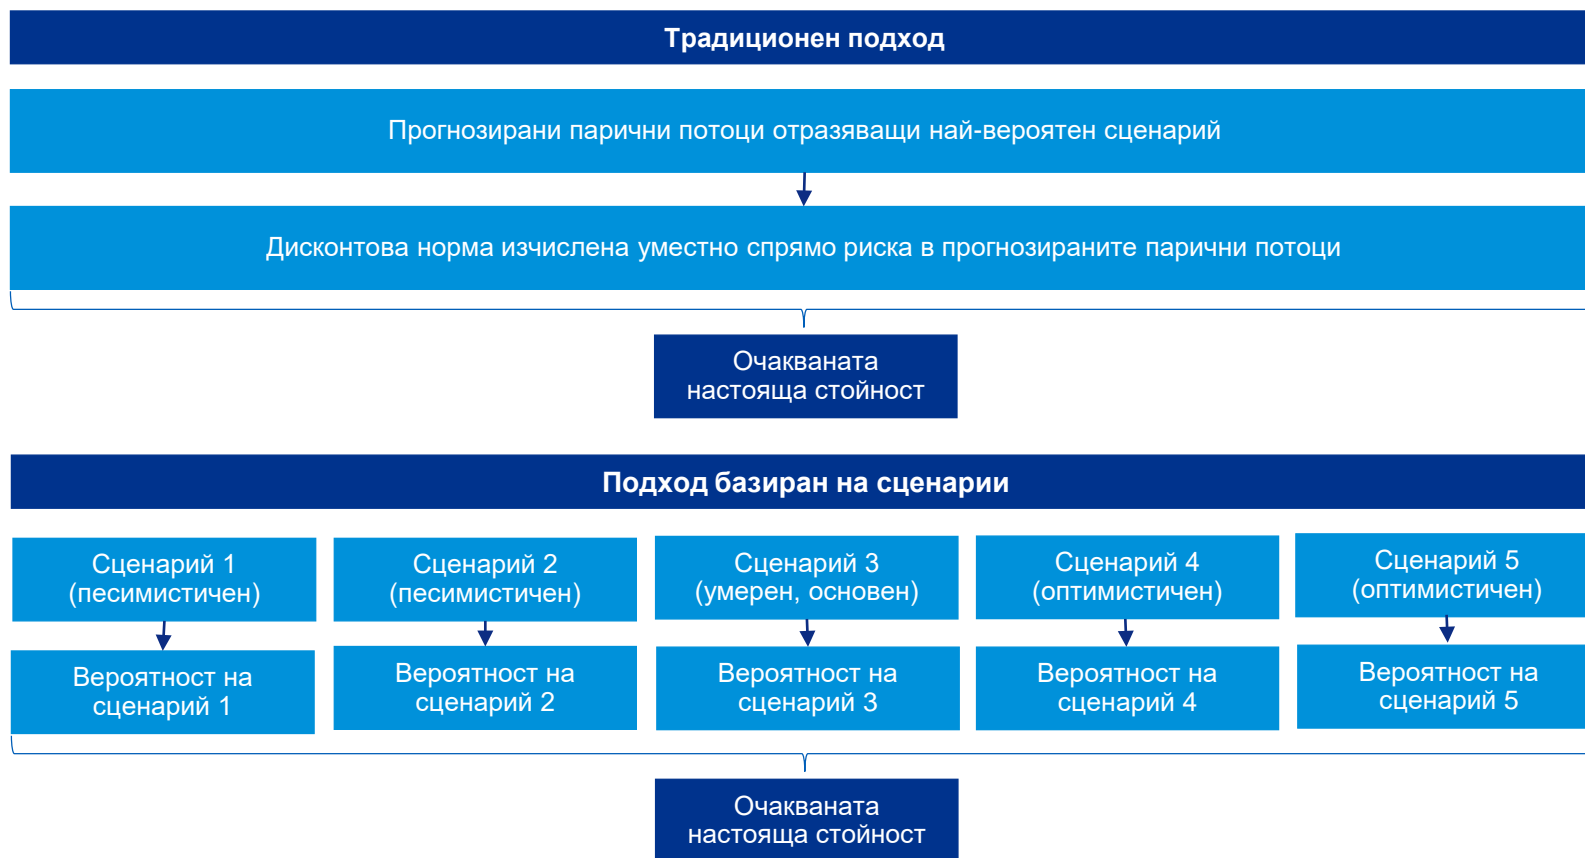 Традиционен подход
Прогнозирани парични потоци отразяващи най-вероятен сценарий
Дисконтова норма изчислена уместно спрямо риска в прогнозираните парични потоци
Очакваната
настояща стойност
Подход базиран на сценарии
Сценарий 1
(песимистичен)
Сценарий 2
(песимистичен)
Сценарий 3
(умерен, основен)
Сценарий 4
(оптимистичен)
Сценарий 5
(оптимистичен)
Вероятност на
сценарий 1
Вероятност на
сценарий 2
Вероятност на
сценарий 3
Вероятност на
сценарий 4
Вероятност на
сценарий 5
Очакваната
настояща стойност